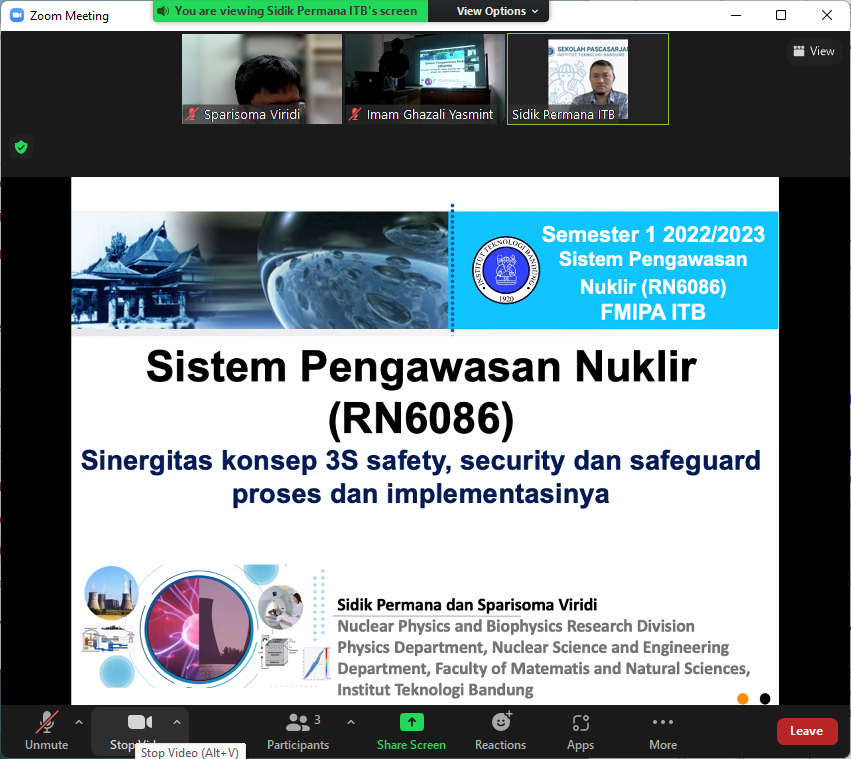 Zoom Meeting
You are viewing Sidik Permana ITB's screen
View Options
View
Sparisoma Viridi
Imam Ghazali Yasmint
SEKOLAH PASCASARJAN
INSTITUT TEKNOLOGI BANDUNG
Sidik Permana ITB
INSTITUT TEKNOLOGI BANDUNG
1920
Semester 1 2022/2023
Sistem Pengawasan
Nuklir (RN6086)
FMIPA ITB
Sistem Pengawasan Nuklir
(RN6086)
Sinergitas konsep 3S safety, security dan safeguard
proses dan implementasinya
Sidik Permana dan Sparisoma Viridi
Nuclear Physics and Biophysics Research Division
Physics Department, Nuclear Science and Engineering
Department, Faculty of Matematis and Natural Sciences,
Institut Teknologi Bandung
Unmute
Stop Vid
Stop Video (Alt+V)
3
Participants
Share Screen
Reactions
Apps
More
Leave